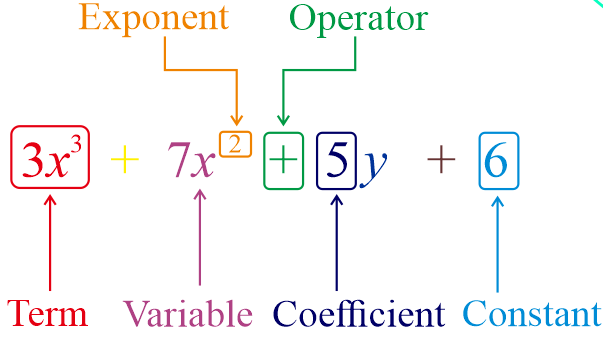 Exponent Operator
3x³ + 7x² + 5y + 6
Term Variable Coefficient Constant